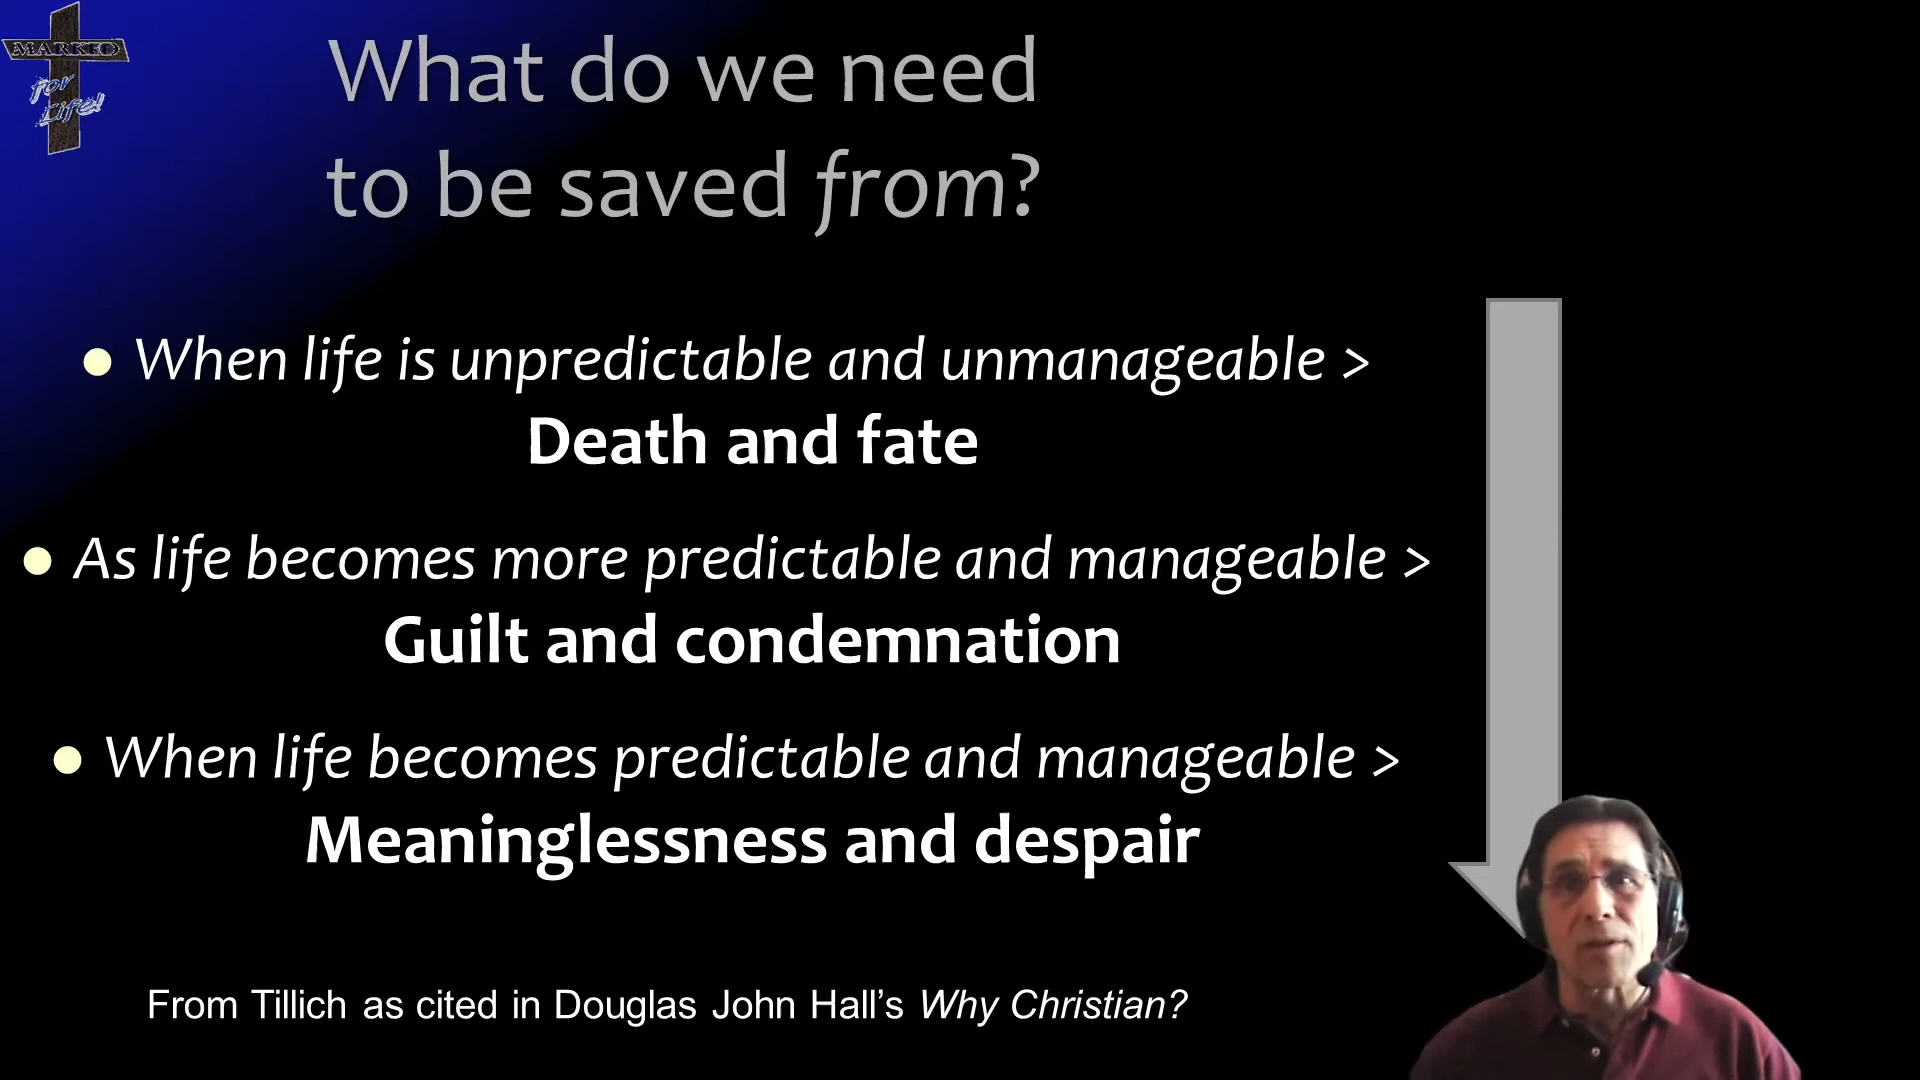 MARKED
for
Life!
What do we need
to be saved from?
● When life is unpredictable and unmanageable >
Death and fate
● As life becomes more predictable and manageable >
Guilt and condemnation
● When life becomes predictable and manageable >
Meaninglessness and despair
From Tillich as cited in Douglas John Hall’s Why Christian?